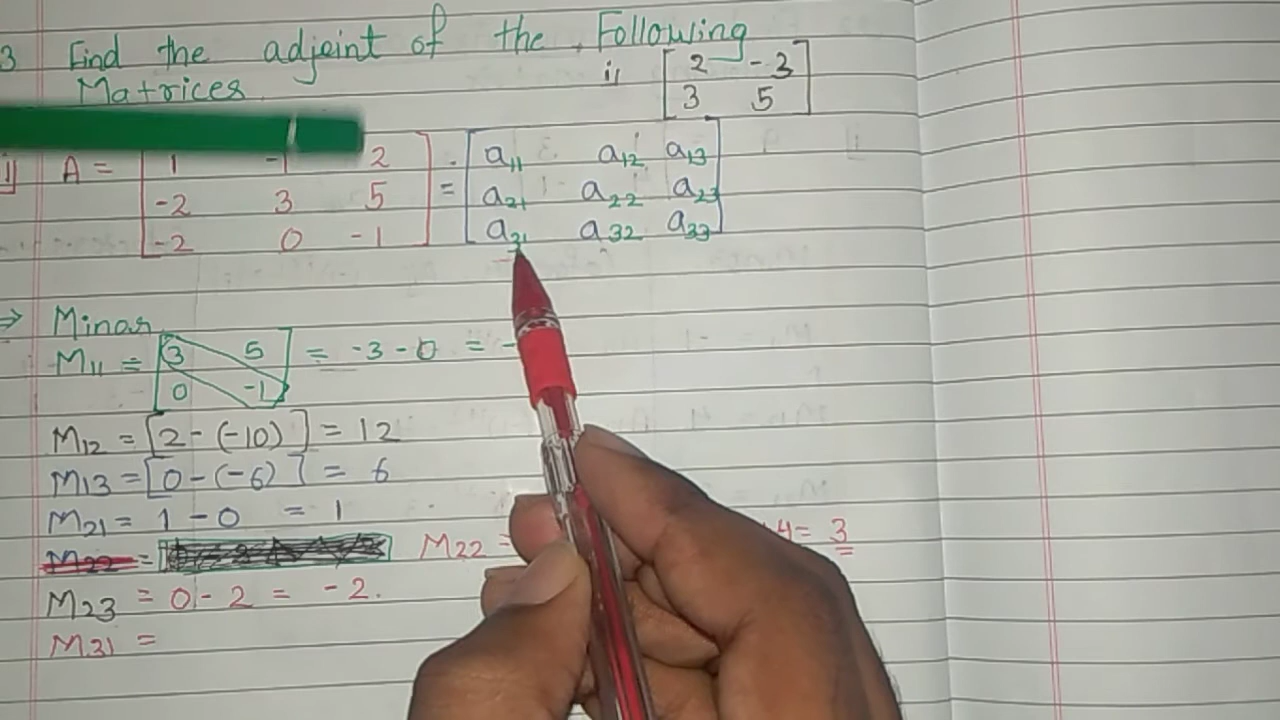 3 Find the adjoint of the Following
Matrices
i) [2 -3
3 5]
ii) A = [1 -1 2
-2 3 5
-2 0 -1] = [a11 a12 a13
a21 a22 a23
a31 a32 a33]
⇒ Minor
M11 = [3 5
0 -1] = -3 - 0 = -
M12 = [2-(-10)] = 12
M13 = [0-(-6)] = 6
M21 = 1 - 0 = 1
M22 = M22 = 4 = 3
M23 = 0 - 2 = -2.
M31 =